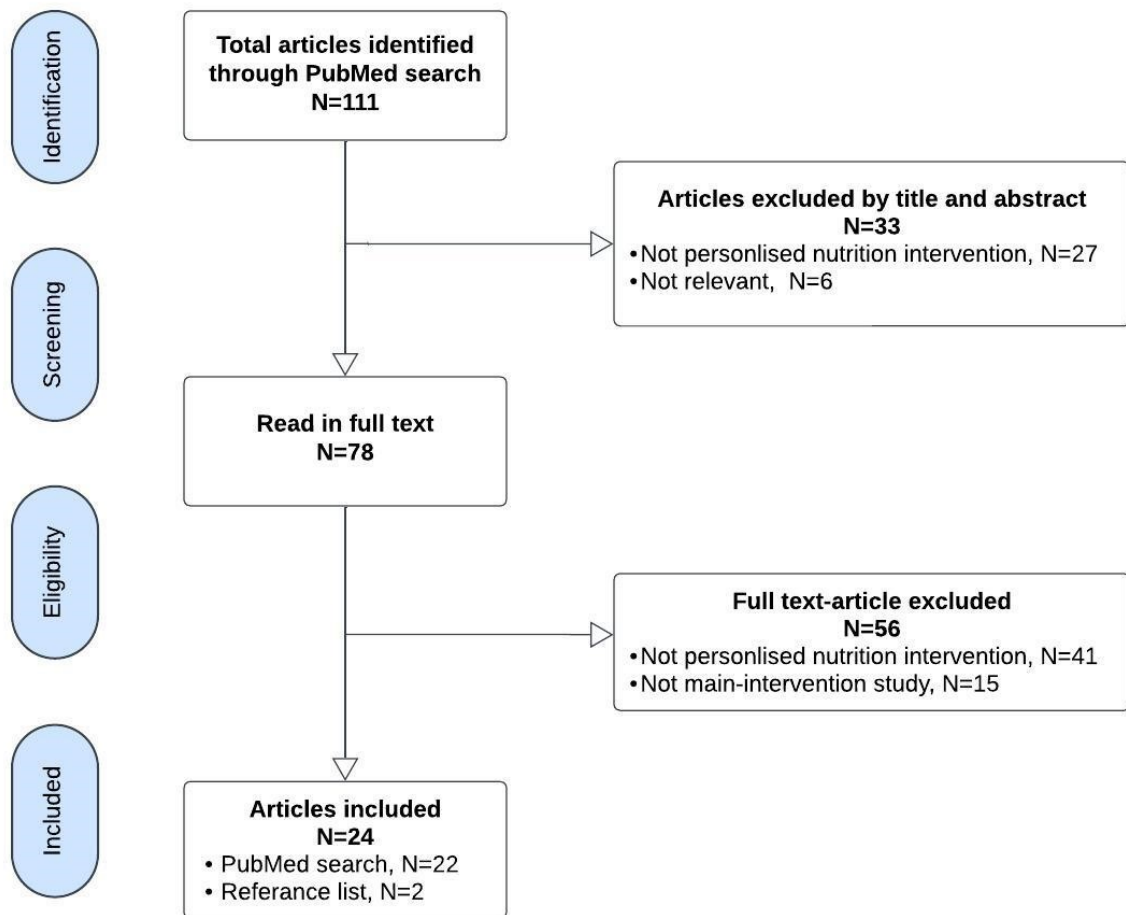 Identification
Total articles identified
through PubMed search
N=111
Articles excluded by title and abstract
N=33
•Not personlised nutrition intervention, N=27
•Not relevant, N=6
Screening
Read in full text
N=78
Eligibility
Full text-article excluded
N=56
•Not personlised nutrition intervention, N=41
•Not main-intervention study, N=15
Included
Articles included
N=24
• PubMed search, N=22
• Referance list, N=2